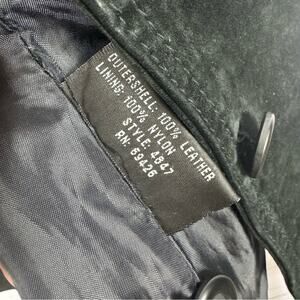 OUTERSHELL: 100% LEATHER
LINING: 100% NYLON
STYLE: 4847
RN: 69426